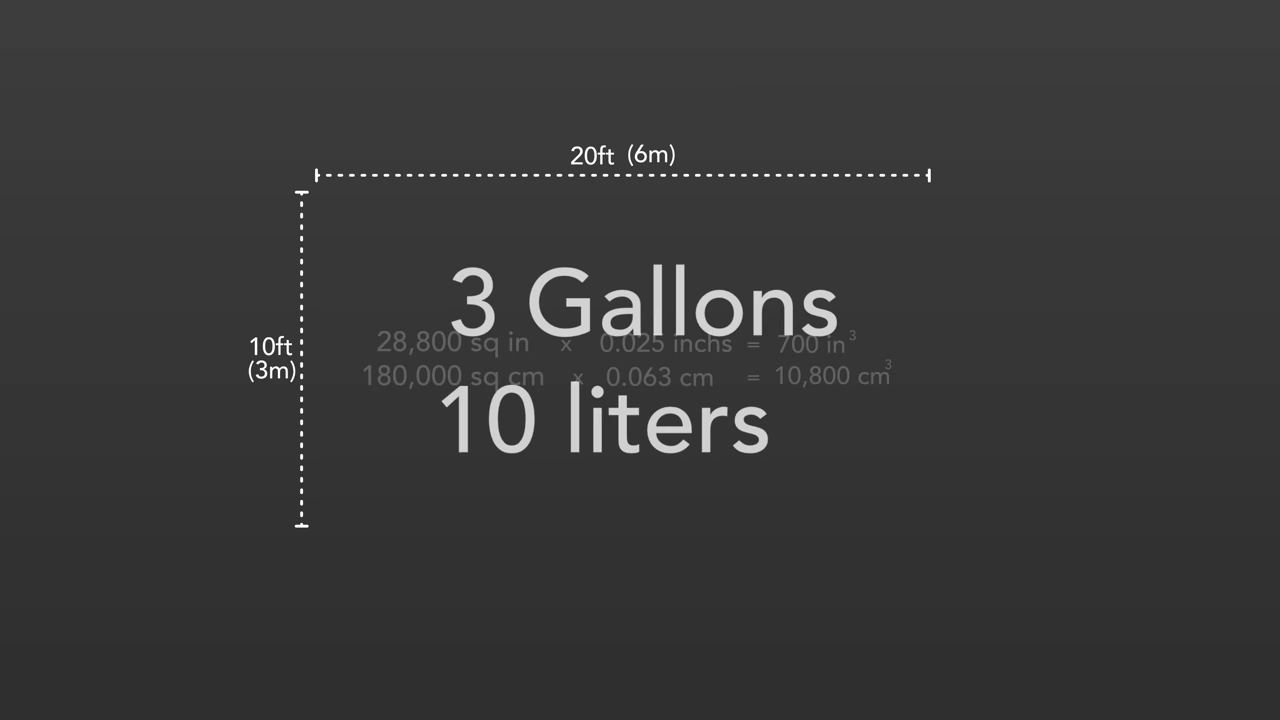 20ft (6m)
3 Gallons
10ft
(3m)
28,800 sq in x 0.025 inchs = 700 in³
180,000 sq cm x 0.063 cm = 10,800 cm³
10 liters